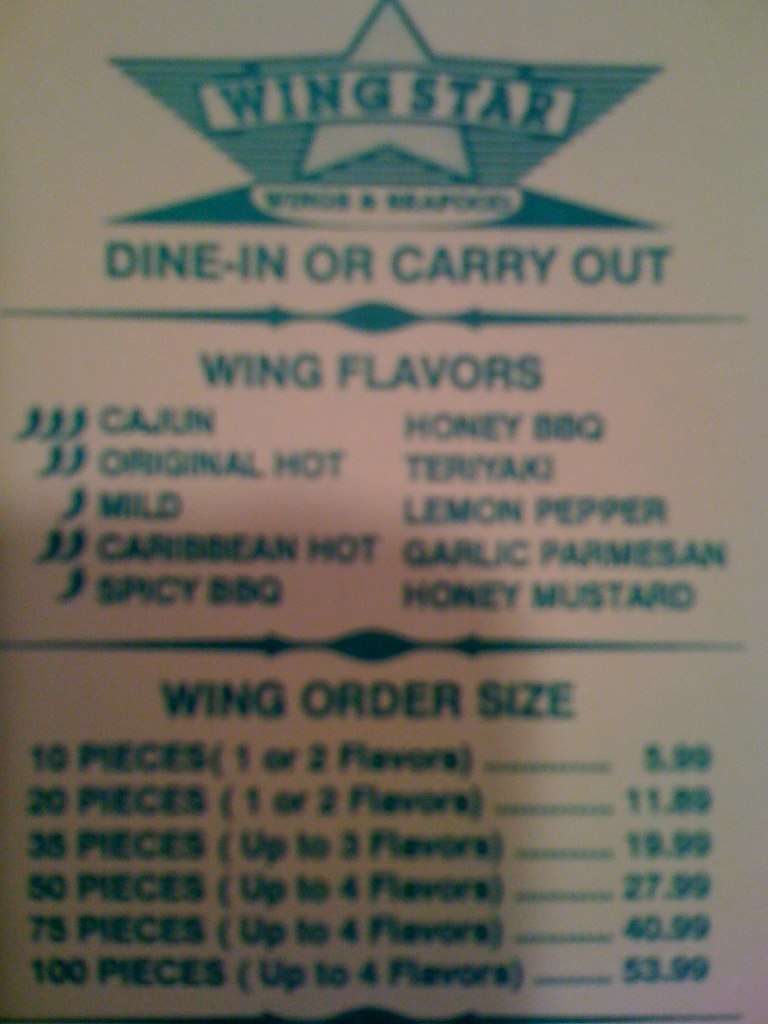 WING STAR
WINGS & SEAFOOD
DINE-IN OR CARRY OUT
WING FLAVORS
CAJUN HONEY BBQ
ORIGINAL HOT TERIYAKI
MILD LEMON PEPPER
CARIBBEAN HOT GARLIC PARMESAN
SPICY BBQ HONEY MUSTARD
WING ORDER SIZE
10 PIECES( 1 or 2 Flavors) .............. 5.99
20 PIECES ( 1 or 2 Flavors) ............. 11.89
35 PIECES ( Up to 3 Flavors) ........... 19.99
50 PIECES ( Up to 4 Flavors) ........... 27.99
75 PIECES ( Up to 4 Flavors) ........... 40.99
100 PIECES ( Up to 4 Flavors) ......... 53.99